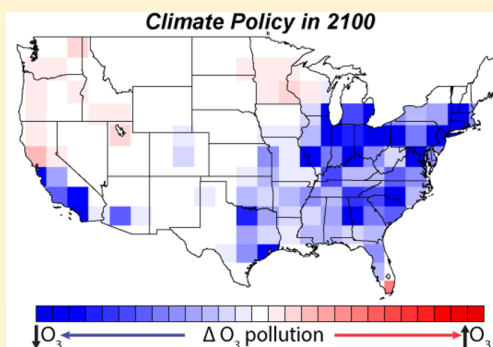 Climate Policy in 2100
↓O₃ ← Δ O₃ pollution → ↑O₃